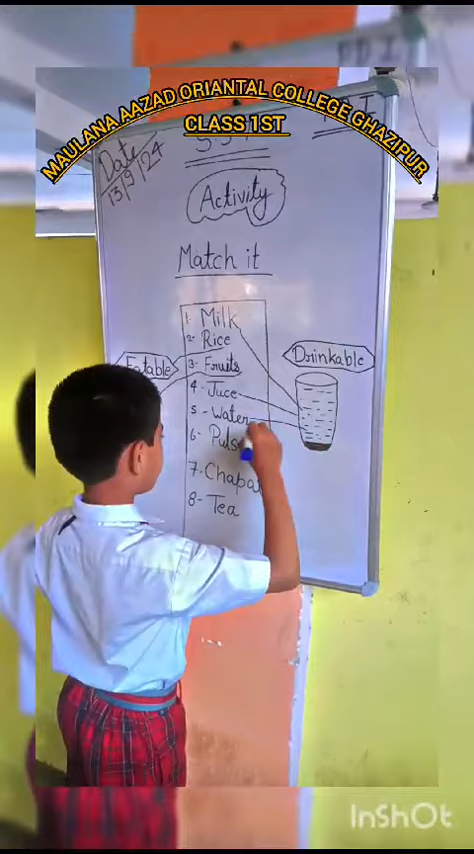 MAULANA AAZAD ORIANTAL COLLEGE GHAZIPUR
CLASS 1ST
Date
13/9/24
Activity
Match it
1. Milk
2- Rice
3- Fruits
4- Juce
5- Water
6-
7. Chapa
8- Tea
Eatable
Drinkable
InShOt